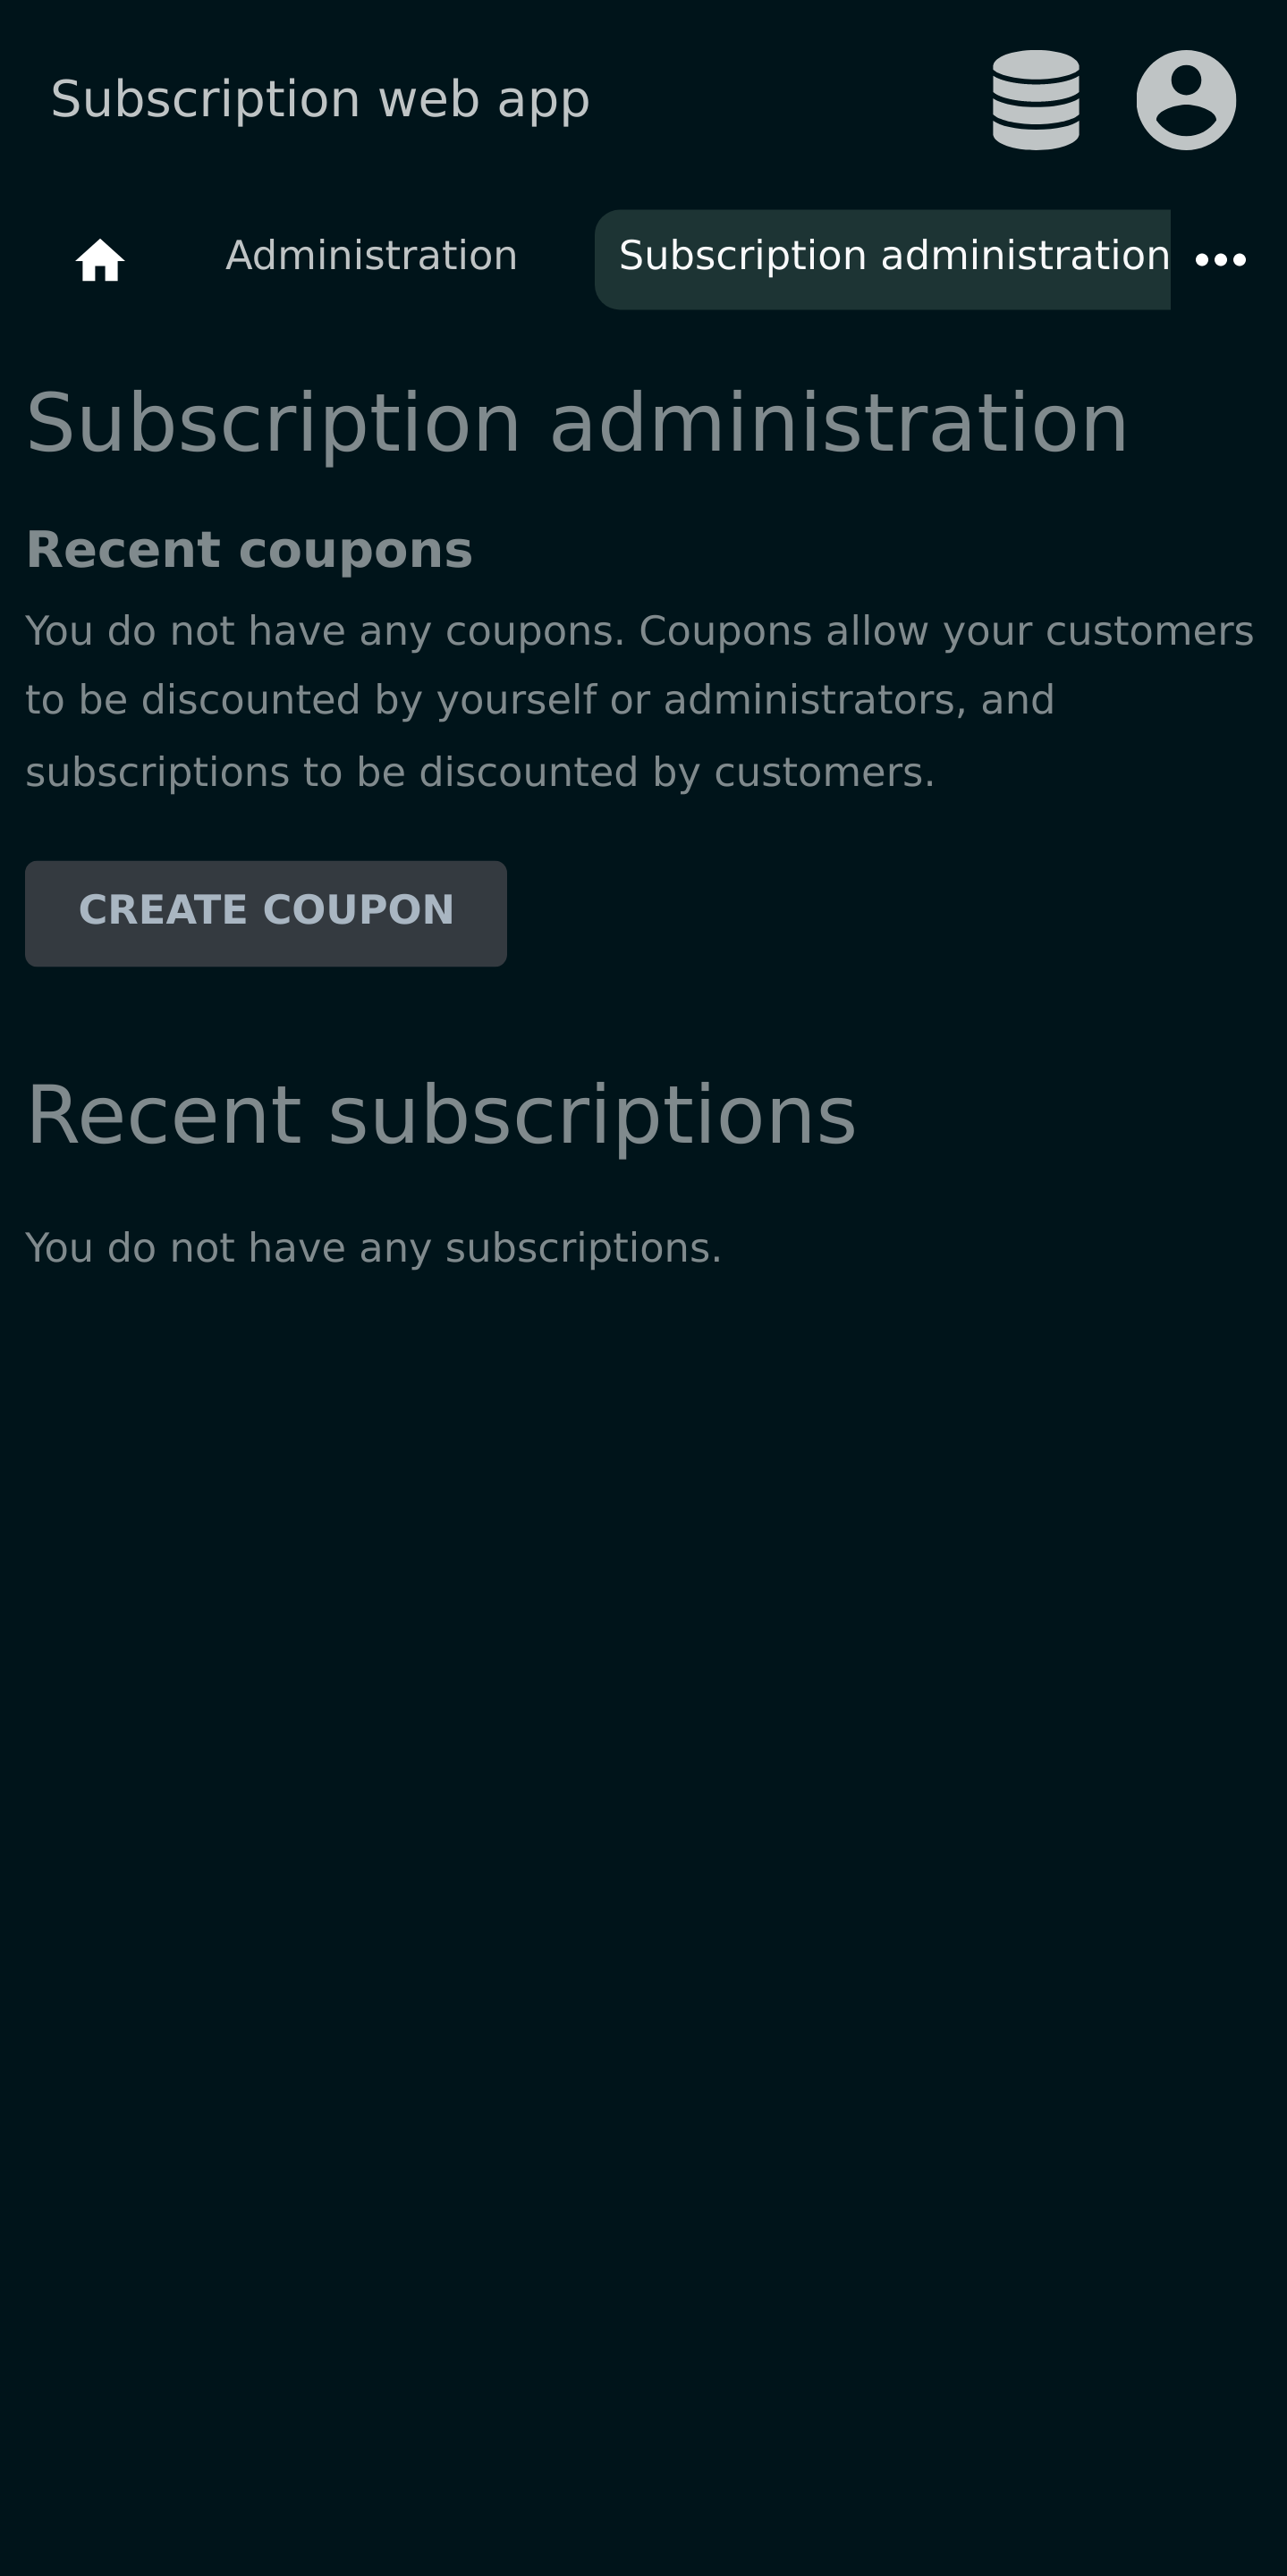 Subscription web app
Administration
Subscription administration
Subscription administration
Recent coupons
You do not have any coupons. Coupons allow your customers
to be discounted by yourself or administrators, and
subscriptions to be discounted by customers.
CREATE COUPON
Recent subscriptions
You do not have any subscriptions.